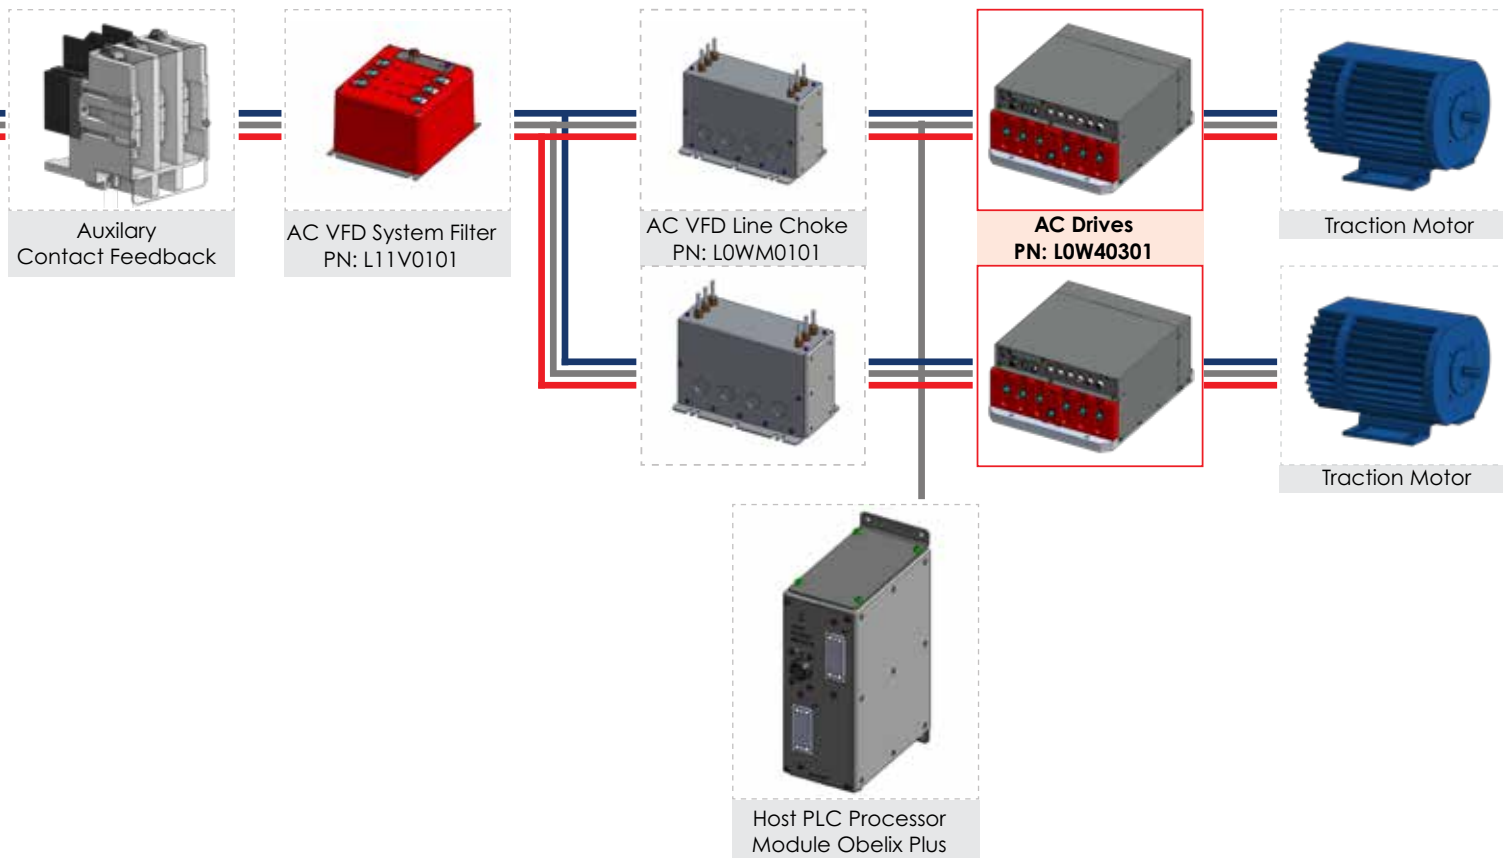 Auxilary
Contact Feedback
AC VFD System Filter
PN: L11V0101
AC VFD Line Choke
PN: L0WM0101
AC Drives
PN: L0W40301
Traction Motor
Traction Motor
Host PLC Processor
Module Obelix Plus